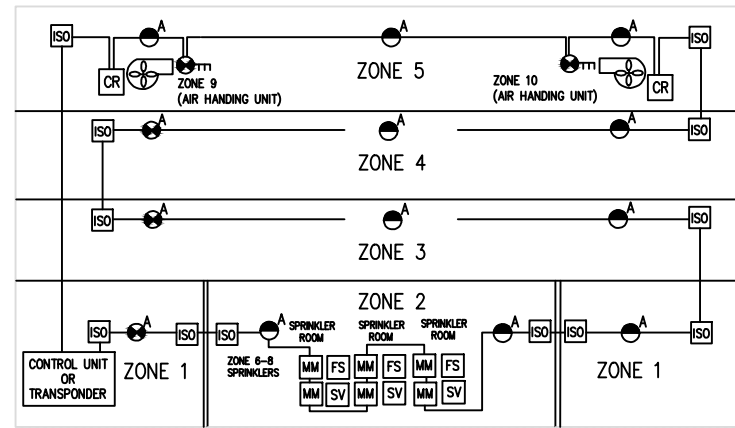 A
A
A
ISO
ISO
CR
ZONE 9
(AIR HANDING UNIT)
ZONE 5
ZONE 10
(AIR HANDING UNIT)
CR
ISO
A
A
A
ISO
ZONE 4
ISO
A
A
A
ISO
ZONE 3
ZONE 2
ISO
A
ISO
ISO
A
SPRINKLER
ROOM
SPRINKLER
ROOM
SPRINKLER
ROOM
A
ISO
ISO
A
ISO
CONTROL UNIT
OR
TRANSPONDER
ZONE 1
ZONE 6-8
SPRINKLERS
MM FS
MM SV
MM FS
MM SV
MM FS
MM SV
ZONE 1